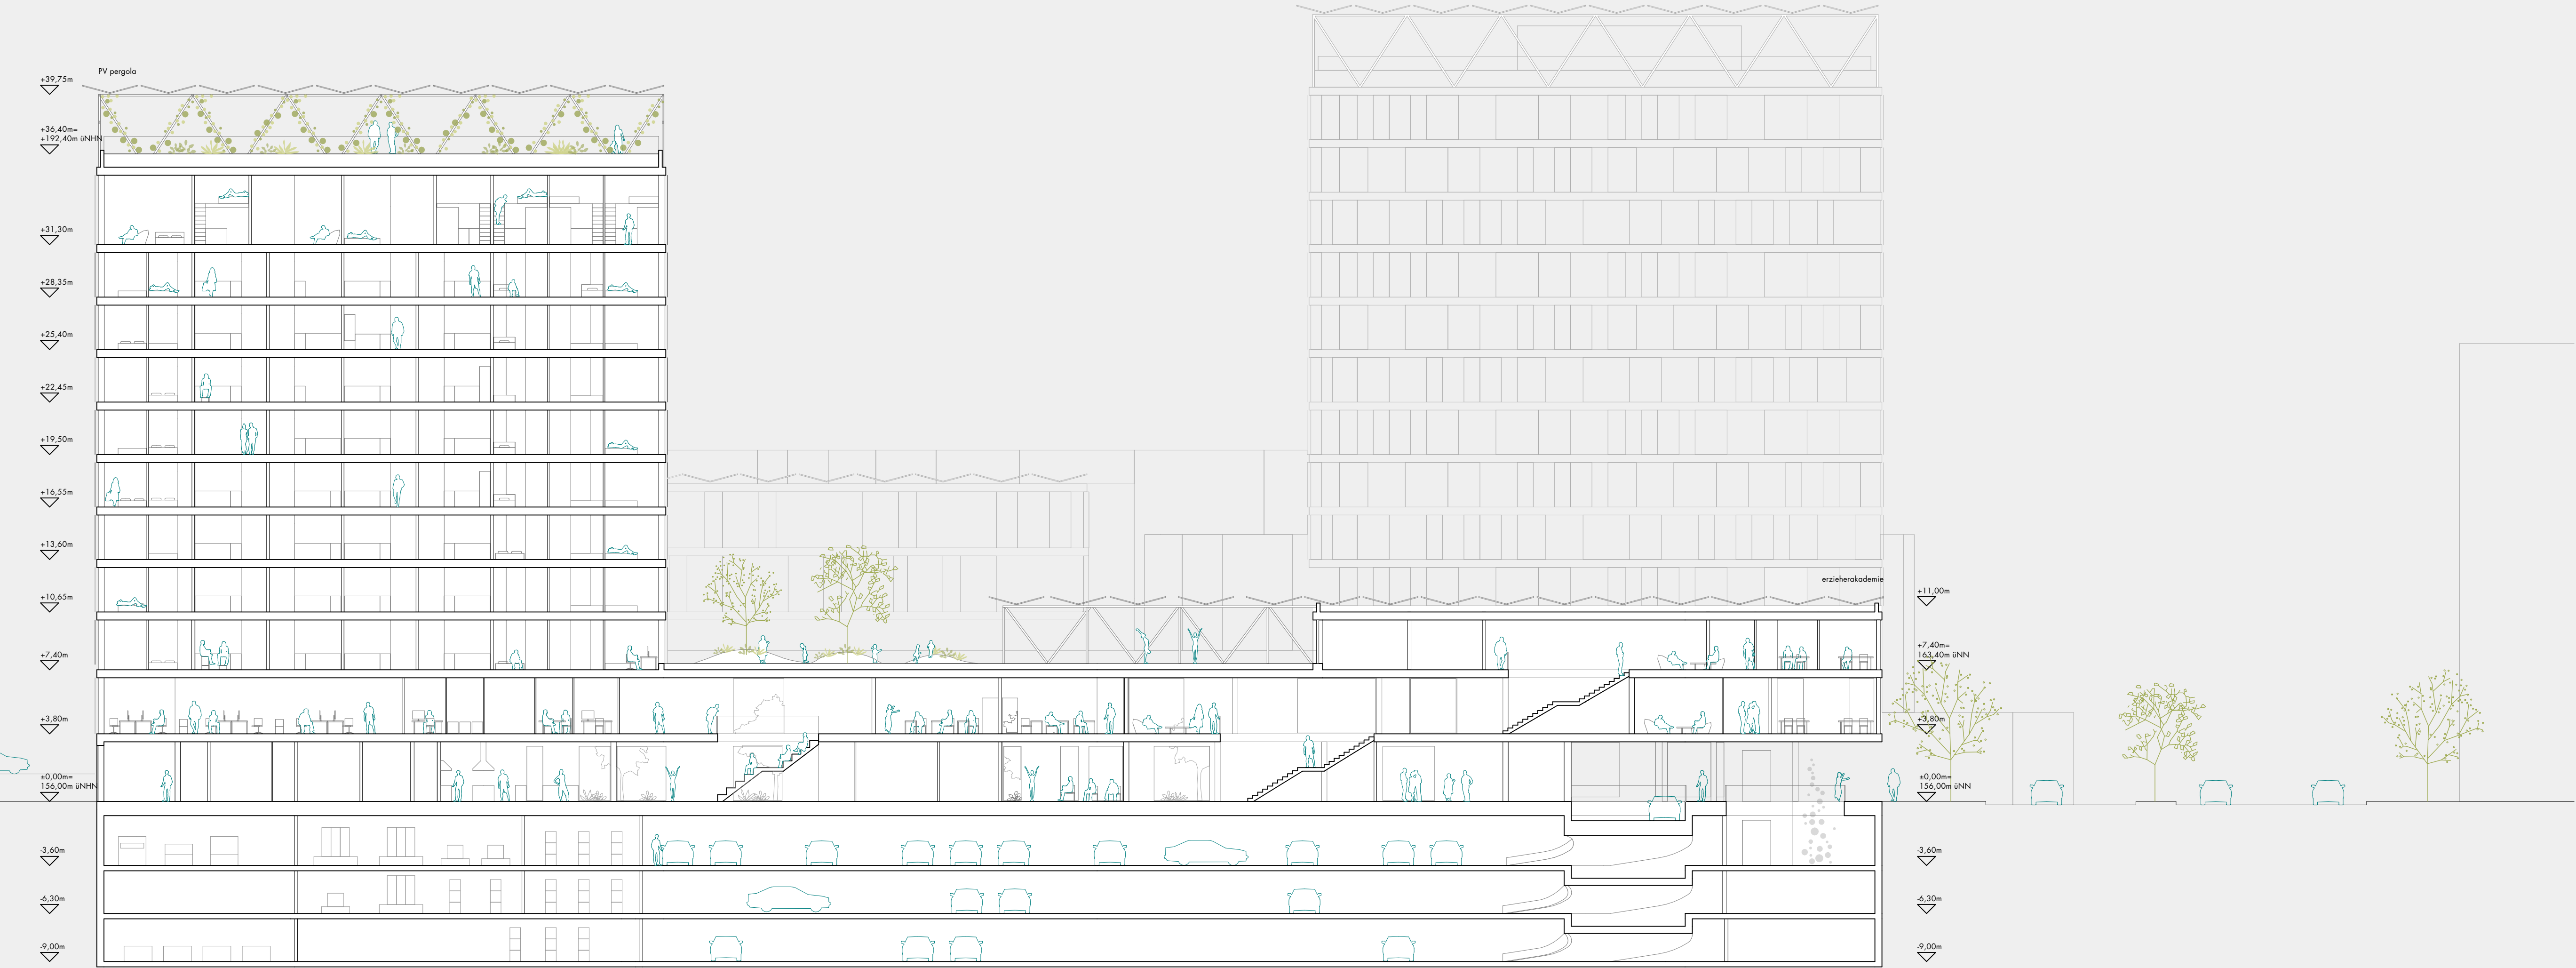 PV pergola
+39,75m
+36,40m=
+192,40m üNHN
+31,30m
+28,35m
+25,40m
+22,45m
+19,50m
+16,55m
+13,60m
+10,65m
+7,40m
+3,80m
±0,00m=
156,00m üNHN
-3,60m
-6,30m
-9,00m
erzieherakademie
+11,00m
+7,40m=
163,40m üNN
+3,80m
±0,00m=
156,00m üNN
-3,60m
-6,30m
-9,00m